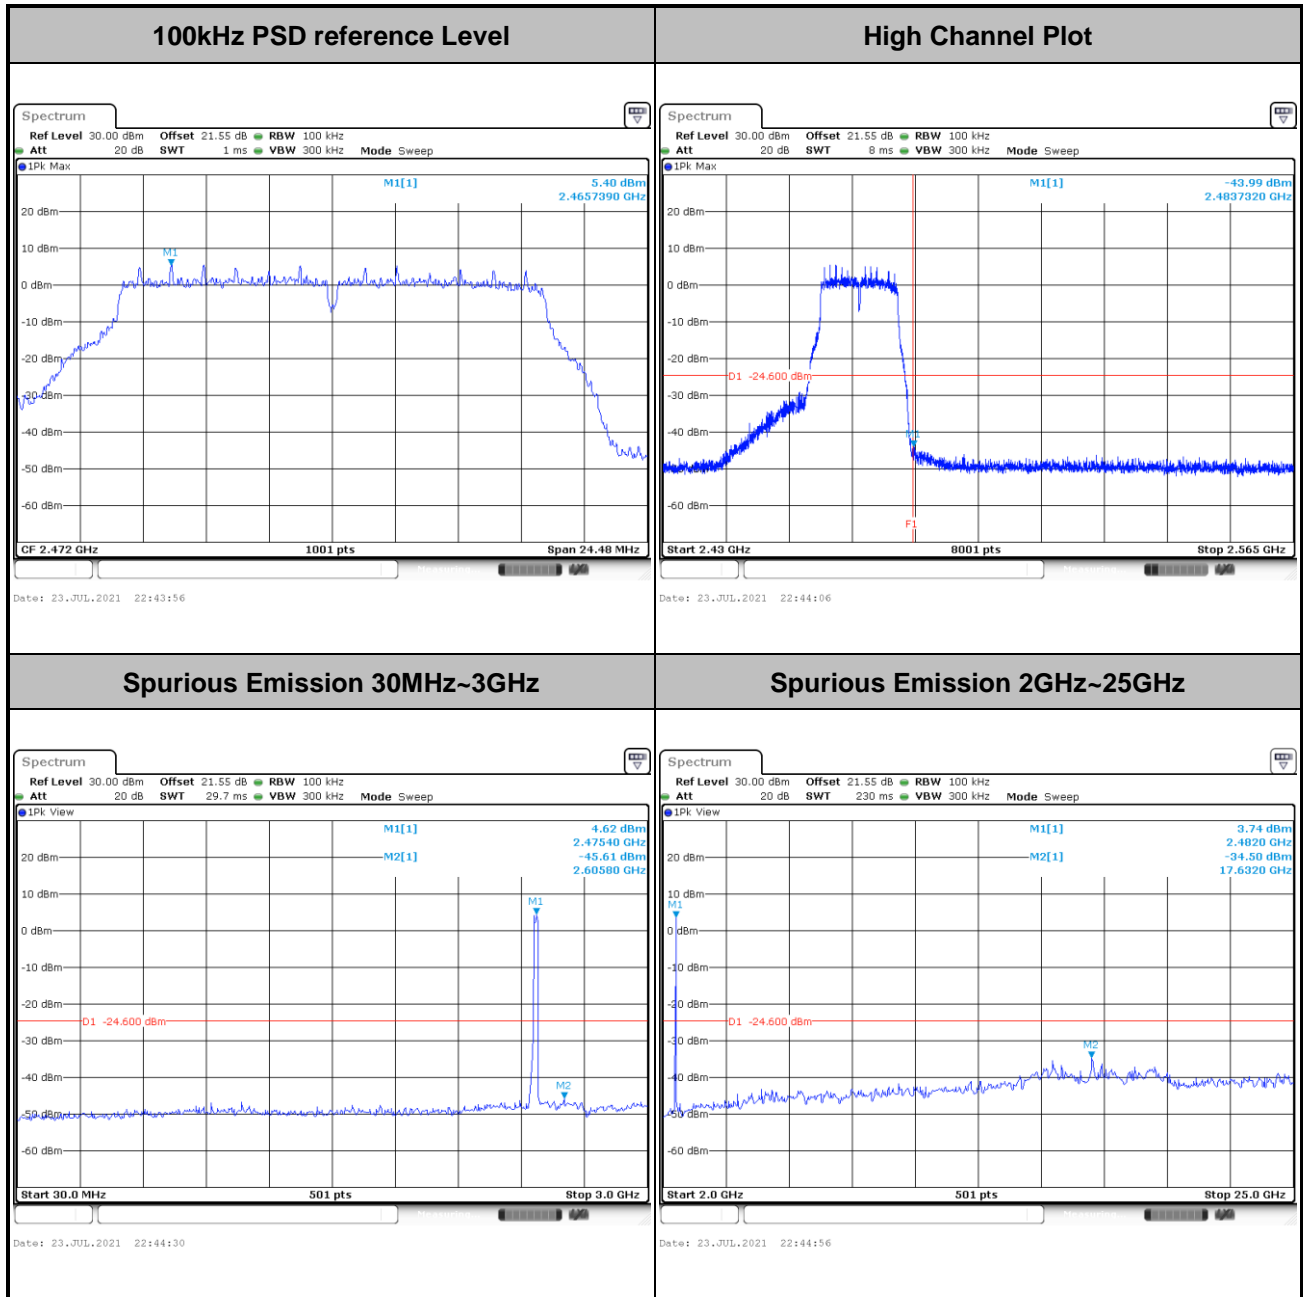 100kHz PSD reference Level
Spectrum
Ref Level 30.00 dBm Offset 21.55 dB RBW 100 kHz
Att 20 dB SWT 1 ms VBW 300 kHz Mode Sweep
1Pk Max
M1[1] 5.40 dBm
2.4657390 GHz
20 dBm
10 dBm
M1
0 dBm
-10 dBm
-20 dBm
-30 dBm
-40 dBm
-50 dBm
-60 dBm
CF 2.472 GHz 1001 pts Span 24.48 MHz
Measuring
Date: 23.JUL.2021 22:43:56
High Channel Plot
Spectrum
Ref Level 30.00 dBm Offset 21.55 dB RBW 100 kHz
Att 20 dB SWT 8 ms VBW 300 kHz Mode Sweep
1Pk Max
M1[1] -43.99 dBm
2.4837320 GHz
20 dBm
10 dBm
0 dBm
-10 dBm
-20 dBm
D1 -24.600 dBm
-30 dBm
-40 dBm
M1
-50 dBm
-60 dBm
F1
Start 2.43 GHz 8001 pts Stop 2.565 GHz
Measuring
Date: 23.JUL.2021 22:44:06
Spurious Emission 30MHz~3GHz
Spectrum
Ref Level 30.00 dBm Offset 21.55 dB RBW 100 kHz
Att 20 dB SWT 29.7 ms VBW 300 kHz Mode Sweep
1Pk View
M1[1] 4.62 dBm
2.47540 GHz
M2[1] -45.61 dBm
2.60580 GHz
20 dBm
10 dBm
M1
0 dBm
-10 dBm
-20 dBm
D1 -24.600 dBm
-30 dBm
-40 dBm
M2
-50 dBm
-60 dBm
Start 30.0 MHz 501 pts Stop 3.0 GHz
Measuring
Date: 23.JUL.2021 22:44:30
Spurious Emission 2GHz~25GHz
Spectrum
Ref Level 30.00 dBm Offset 21.55 dB RBW 100 kHz
Att 20 dB SWT 230 ms VBW 300 kHz Mode Sweep
1Pk View
M1[1] 3.74 dBm
2.4820 GHz
M2[1] -34.50 dBm
17.6320 GHz
20 dBm
10 dBm
M1
0 dBm
-10 dBm
-20 dBm
D1 -24.600 dBm
-30 dBm
M2
-40 dBm
-50 dBm
-60 dBm
Start 2.0 GHz 501 pts Stop 25.0 GHz
Measuring
Date: 23.JUL.2021 22:44:56